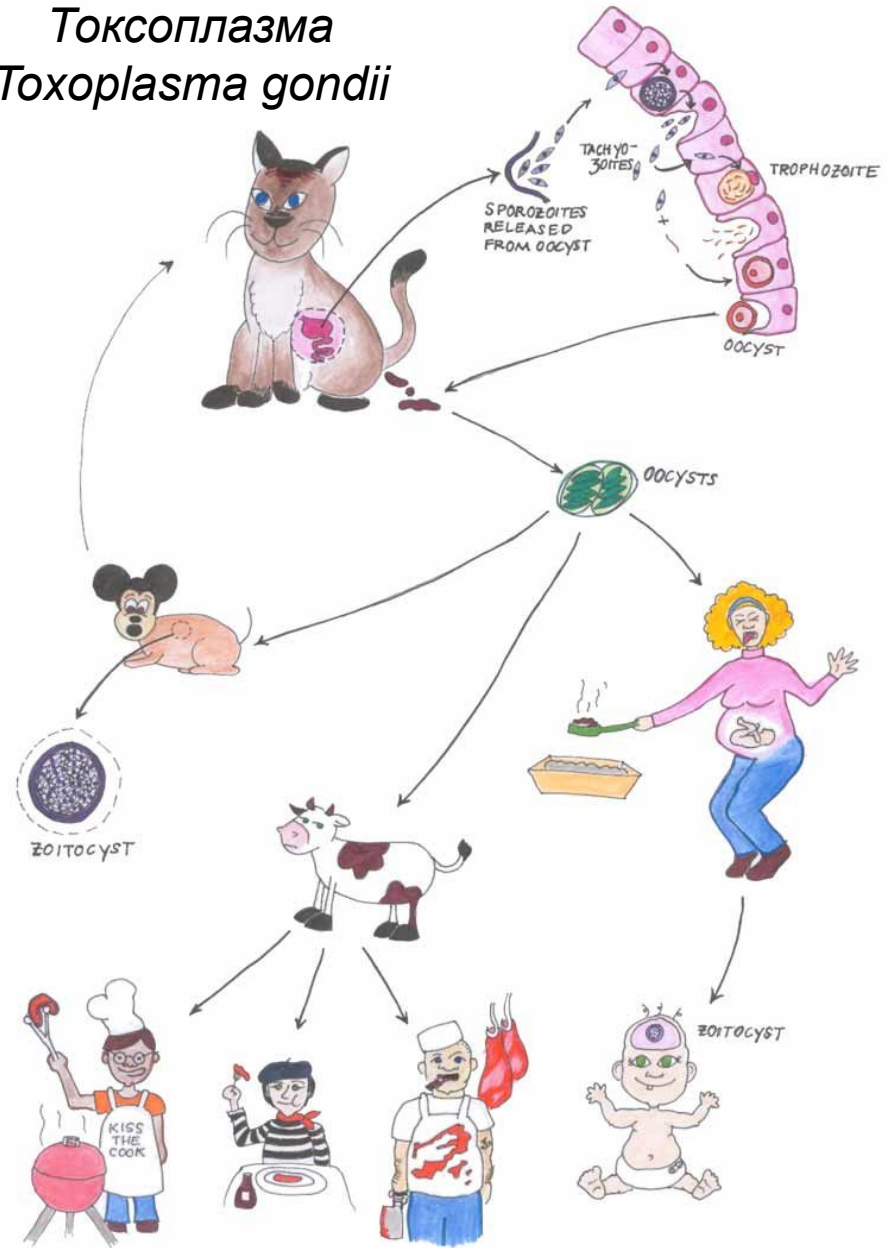 Токсоплазма
Toxoplasma gondii
TACHYO-
ZOITES
TROPHOZOITE
SPOROZOITES
RELEASED
FROM OOCYST
OOCYST
OOCYSTS
ZOITOCYST
ZOITOCYST
KISS
THE
COOK